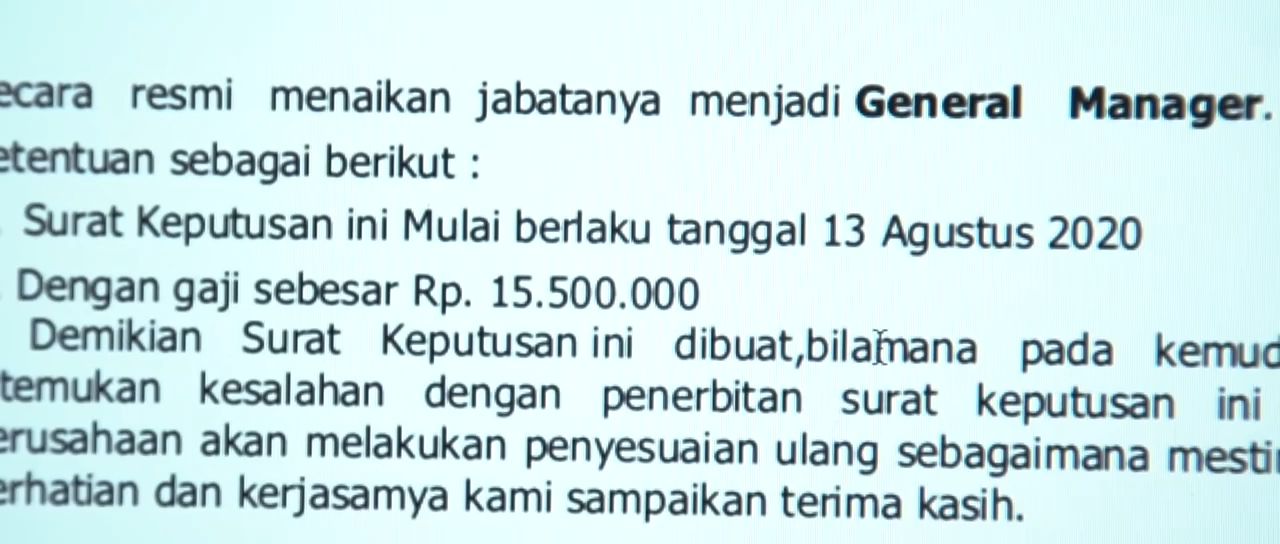 ecara resmi menaikan jabatanya menjadi General Manager.
etentuan sebagai berikut :
Surat Keputusan ini Mulai berlaku tanggal 13 Agustus 2020
Dengan gaji sebesar Rp. 15.500.000
Demikian Surat Keputusan ini dibuat,bilamana pada kemud
temukan kesalahan dengan penerbitan surat keputusan ini
erusahaan akan melakukan penyesuaian ulang sebagaimana mesti
erhatian dan kerjasamya kami sampaikan terima kasih.